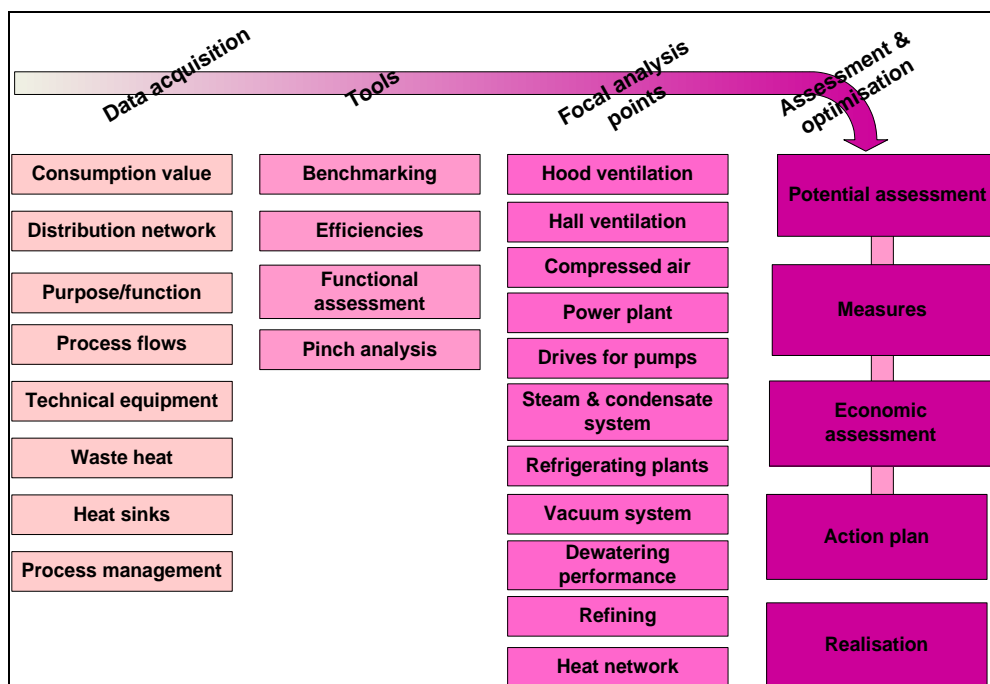 Data acquisition
Tools
Focal analysis
points
Assessment &
optimisation
Consumption value
Distribution network
Purpose/function
Process flows
Technical equipment
Waste heat
Heat sinks
Process management
Benchmarking
Efficiencies
Functional
assessment
Pinch analysis
Hood ventilation
Hall ventilation
Compressed air
Power plant
Drives for pumps
Steam & condensate
system
Refrigerating plants
Vacuum system
Dewatering
performance
Refining
Heat network
Potential assessment
Measures
Economic
assessment
Action plan
Realisation